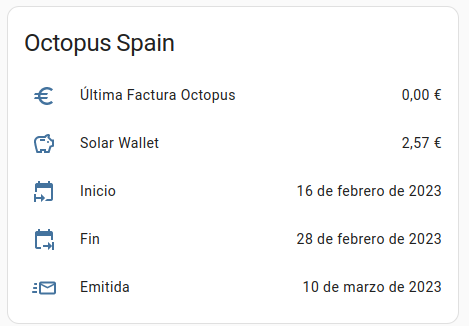 Octopus Spain
Última Factura Octopus 0,00 €
Solar Wallet 2,57 €
Inicio 16 de febrero de 2023
Fin 28 de febrero de 2023
Emitida 10 de marzo de 2023